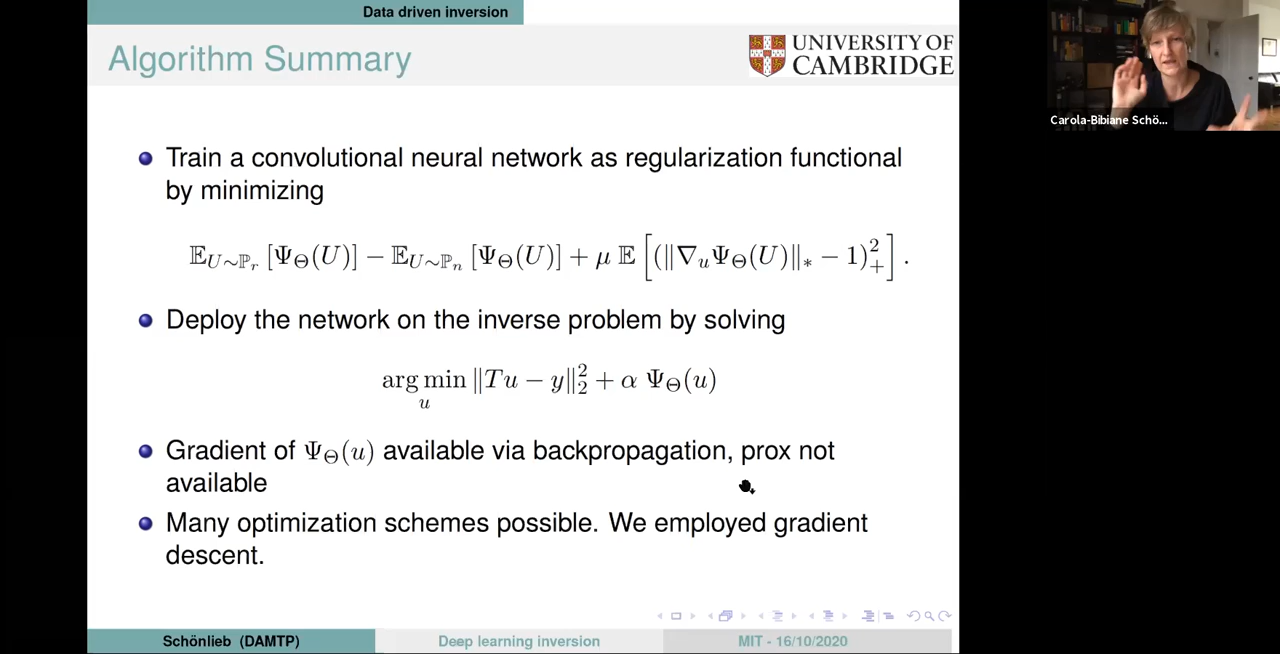 Data driven inversion
Algorithm Summary
UNIVERSITY OF
CAMBRIDGE
Carola-Bibiane Schö...
Train a convolutional neural network as regularization functional
by minimizing
𝔼_{U∼ℙ_r} [Ψ_Θ(U)] − 𝔼_{U∼ℙ_n} [Ψ_Θ(U)] + μ 𝔼 [(‖∇_u Ψ_Θ(U)‖_* − 1)_+^2].
Deploy the network on the inverse problem by solving
arg min_u ‖Tu − y‖_2^2 + α Ψ_Θ(u)
Gradient of Ψ_Θ(u) available via backpropagation, prox not
available
Many optimization schemes possible. We employed gradient
descent.
Schönlieb (DAMTP)
Deep learning inversion
MIT - 16/10/2020